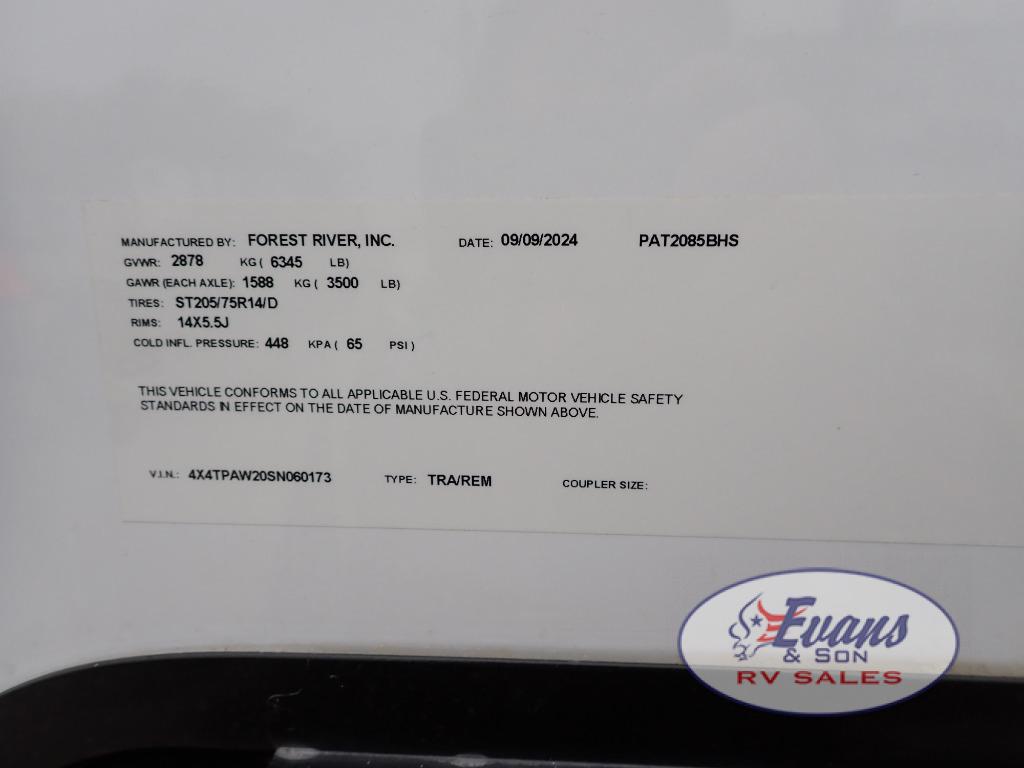 MANUFACTURED BY: FOREST RIVER, INC. DATE: 09/09/2024 PAT2085BHS
GVWR: 2878 KG ( 6345 LB)
GAWR (EACH AXLE): 1588 KG ( 3500 LB)
TIRES: ST205/75R14/D
RIMS: 14X5.5J
COLD INFL. PRESSURE: 448 KPA ( 65 PSI )
THIS VEHICLE CONFORMS TO ALL APPLICABLE U.S. FEDERAL MOTOR VEHICLE SAFETY
STANDARDS IN EFFECT ON THE DATE OF MANUFACTURE SHOWN ABOVE.
V.I.N.: 4X4TPAW20SN060173 TYPE: TRA/REM COUPLER SIZE:
Evans
& SON
RV SALES